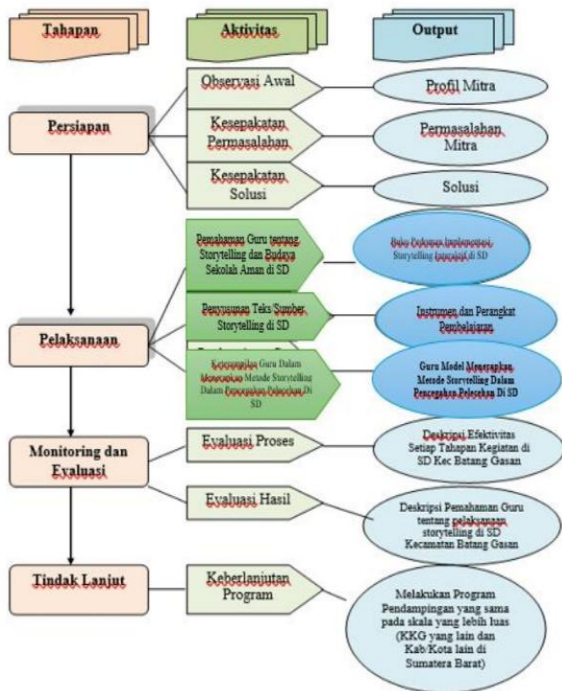 Tahapan
Aktivitas
Output
Persiapan
Observasi Awal
Profil Mitra
Kesepakatan
Permasalahan
Permasalahan
Mitra
Kesepakatan
Solusi
Solusi
Pelaksanaan
Pemahaman Guru tentang
Storytelling dan Budaya
Sekolah Aman di SD
Buku Pedoman Implementasi
Storytelling Interaktif di SD
Penyusunan Teks/Sumber
Storytelling di SD
Instrumen dan Perangkat
Pembelajaran
Keterampilan Guru Dalam
Menerapkan Metode Storytelling
Dalam Pencegahan Pelecehan Di
SD
Guru Model Menerapkan
Metode Storytelling Dalam
Pencegahan Pelecehan Di SD
Monitoring dan
Evaluasi
Evaluasi Proses
Deskripsi Efektivitas
Setiap Tahapan Kegiatan di
SD Kec Batang Gasan
Evaluasi Hasil
Deskripsi Pemahaman Guru
tentang pelaksanaan
storytelling di SD
Kecamatan Batang Gasan
Tindak Lanjut
Keberlanjutan
Program
Melakukan Program
Pendampingan yang sama
pada skala yang lebih luas
(KKG yang lain dan
Kab/Kota lain di
Sumatera Barat)